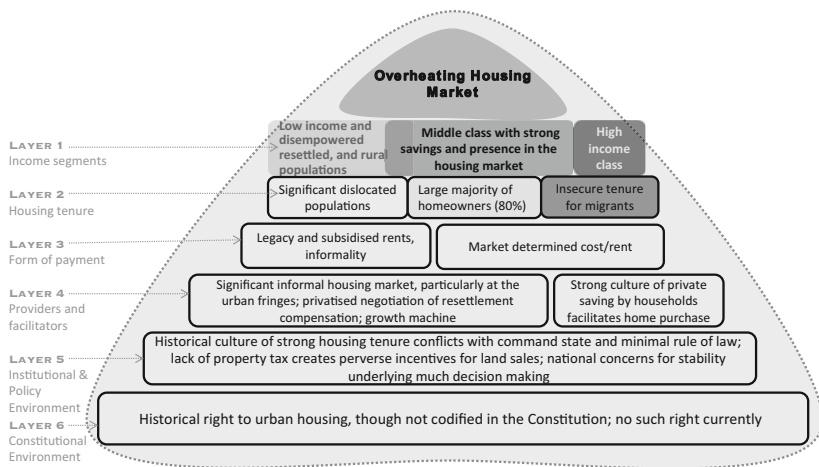 Overheating Housing
Market
LAYER 1
Income segments
Low income and
disempowered
resettled, and rural
populations
Middle class with strong
savings and presence in the
housing market
High
income
class
LAYER 2
Housing tenure
Significant dislocated
populations
Large majority of
homeowners (80%)
Insecure tenure
for migrants
LAYER 3
Form of payment
Legacy and subsidised rents,
informality
Market determined cost/rent
LAYER 4
Providers and
facilitators
Significant informal housing market, particularly at the
urban fringes; privatised negotiation of resettlement
compensation; growth machine
Strong culture of private
saving by households
facilitates home purchase
LAYER 5
Institutional &
Policy
Environment
Historical culture of strong housing tenure conflicts with command state and minimal rule of law;
lack of property tax creates perverse incentives for land sales; national concerns for stability
underlying much decision making
LAYER 6
Constitutional
Environment
Historical right to urban housing, though not codified in the Constitution; no such right currently